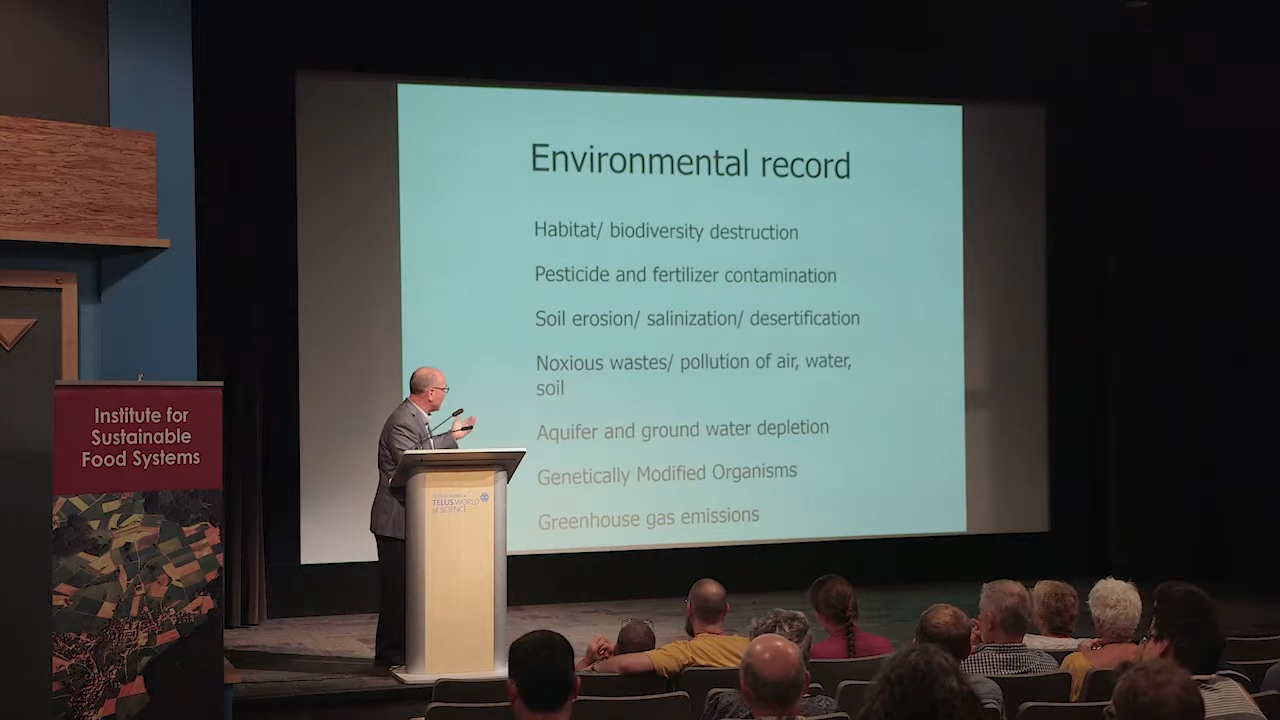 Environmental record
Habitat/ biodiversity destruction
Pesticide and fertilizer contamination
Soil erosion/ salinization/ desertification
Noxious wastes/ pollution of air, water,
soil
Aquifer and ground water depletion
Genetically Modified Organisms
Greenhouse gas emissions
Institute for
Sustainable
Food Systems
TELUS WORLD
of SCIENCE